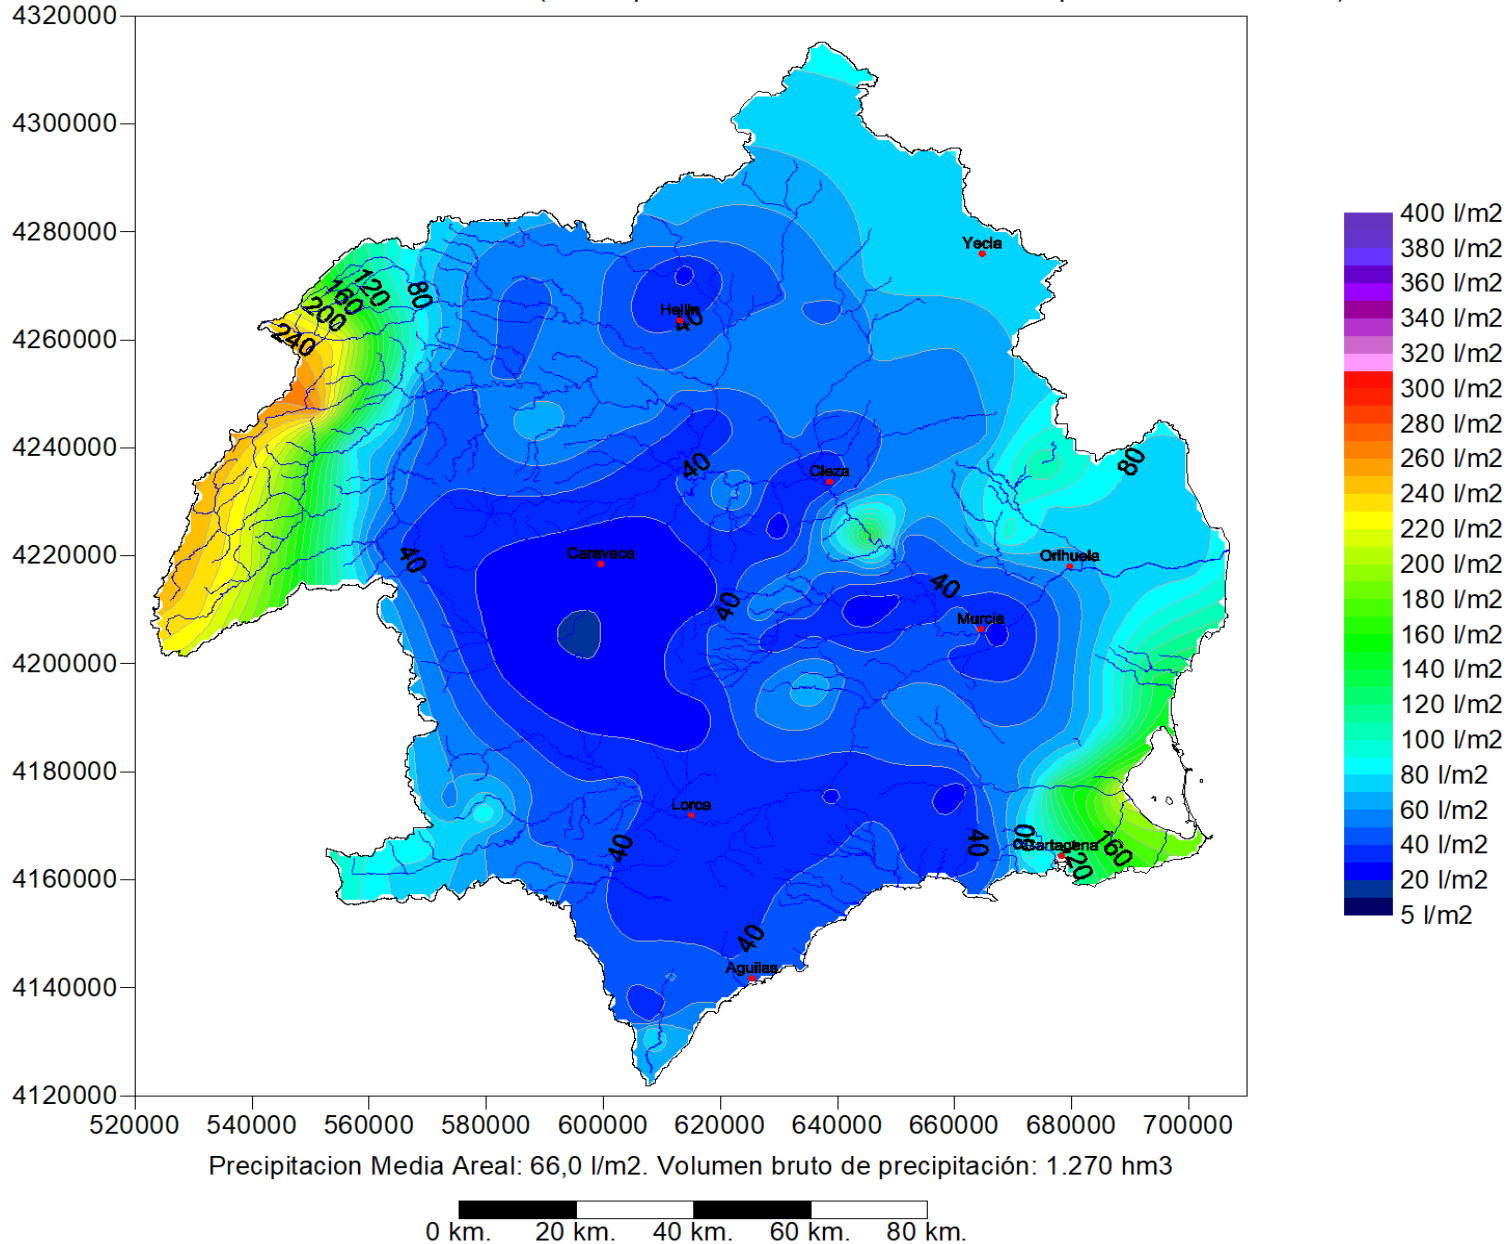 4320000
4300000
4280000
4260000
4240000
4220000
4200000
4180000
4160000
4140000
4120000
520000 540000 560000 580000 600000 620000 640000 660000 680000 700000
Yecla
80
120
160
200
240
Hellin
40
80
40
Cieza
Caravaca
40
Orihuela
40
40
Murcia
Lorca
40
40
80
Cartagena
120
160
40
Aguilas
400 l/m2
380 l/m2
360 l/m2
340 l/m2
320 l/m2
300 l/m2
280 l/m2
260 l/m2
240 l/m2
220 l/m2
200 l/m2
180 l/m2
160 l/m2
140 l/m2
120 l/m2
100 l/m2
80 l/m2
60 l/m2
40 l/m2
20 l/m2
5 l/m2
Precipitacion Media Areal: 66,0 l/m2. Volumen bruto de precipitación: 1.270 hm3
0 km. 20 km. 40 km. 60 km. 80 km.